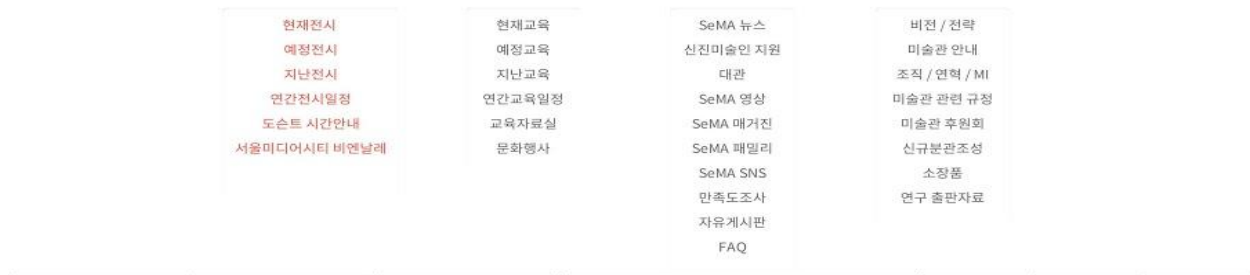 현재전시
예정전시
지난전시
연간전시일정
도슨트 시간안내
서울미디어시티 비엔날레
현재교육
예정교육
지난교육
연간교육일정
교육자료실
문화행사
SeMA 뉴스
신진미술인 지원
대관
SeMA 영상
SeMA 매거진
SeMA 패밀리
SeMA SNS
만족도조사
자유게시판
FAQ
비전 / 전략
미술관 안내
조직 / 연혁 / MI
미술관 관련 규정
미술관 후원회
신규분관조성
소장품
연구 출판자료